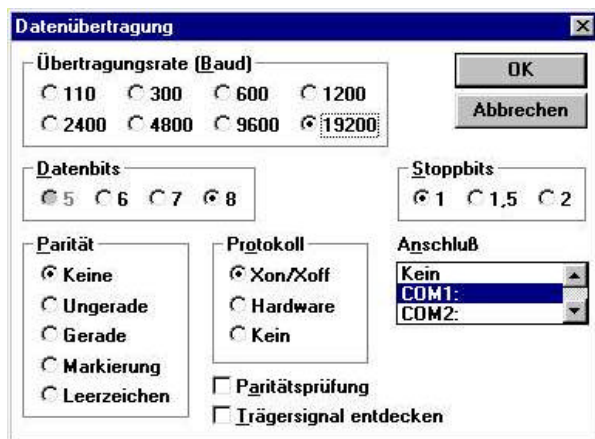 Datenübertragung
Übertragungsrate (Baud)
110 300 600 1200
2400 4800 9600 19200
OK
Abbrechen
Datenbits
5 6 7 8
Stoppbits
1 1,5 2
Parität
Keine
Ungerade
Gerade
Markierung
Leerzeichen
Protokoll
Xon/Xoff
Hardware
Kein
Anschluß
Kein
COM1:
COM2:
Paritätsprüfung
Trägersignal entdecken